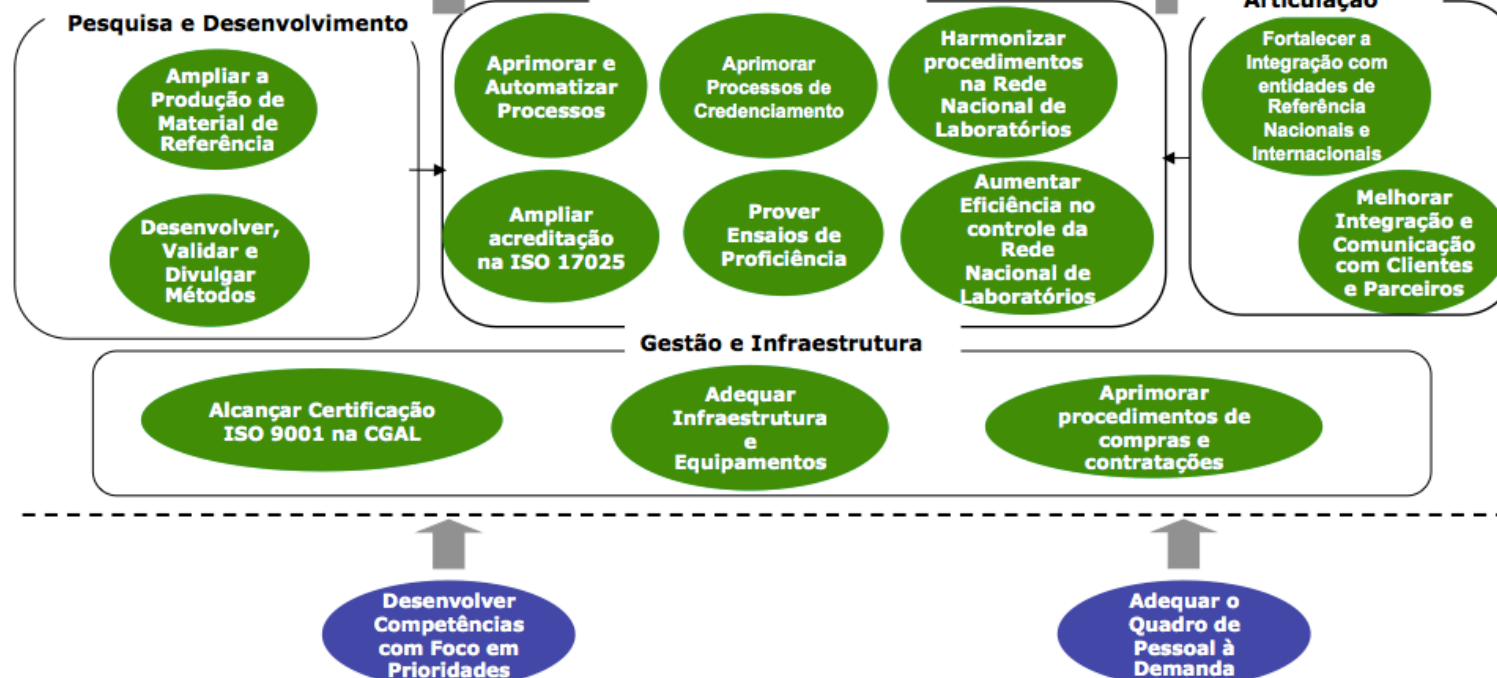 Articulação
Pesquisa e Desenvolvimento
Ampliar a
Produção de
Material de
Referência
Desenvolver,
Validar e
Divulgar
Métodos
Aprimorar e
Automatizar
Processos
Aprimorar
Processos de
Credenciamento
Harmonizar
procedimentos
na Rede
Nacional de
Laboratórios
Ampliar
acreditação
na ISO 17025
Prover
Ensaios de
Proficiência
Aumentar
Eficiência no
controle da
Rede
Nacional de
Laboratórios
Fortalecer a
Integração com
entidades de
Referência
Nacionais e
Internacionais
Melhorar
Integração e
Comunicação
com Clientes
e Parceiros
Gestão e Infraestrutura
Alcançar Certificação
ISO 9001 na CGAL
Adequar
Infraestrutura
e
Equipamentos
Aprimorar
procedimentos de
compras e
contratações
Desenvolver
Competências
com Foco em
Prioridades
Adequar o
Quadro de
Pessoal à
Demanda